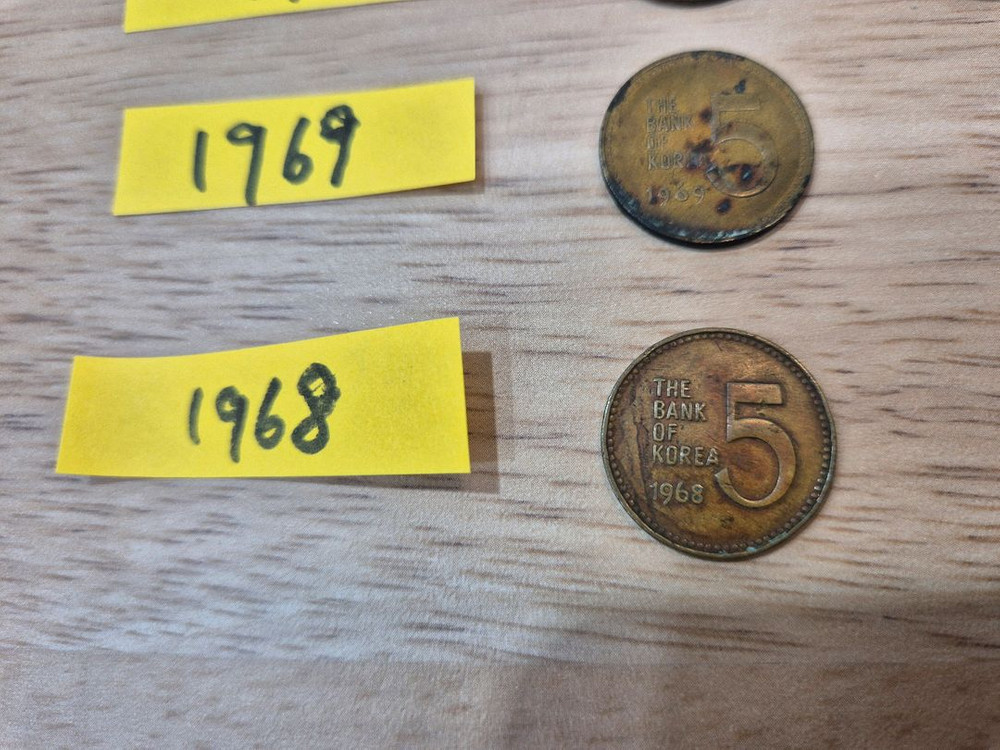 1969
THE
BANK
OF
KOREA
1969
5
1968
THE
BANK
OF
KOREA
1968
5